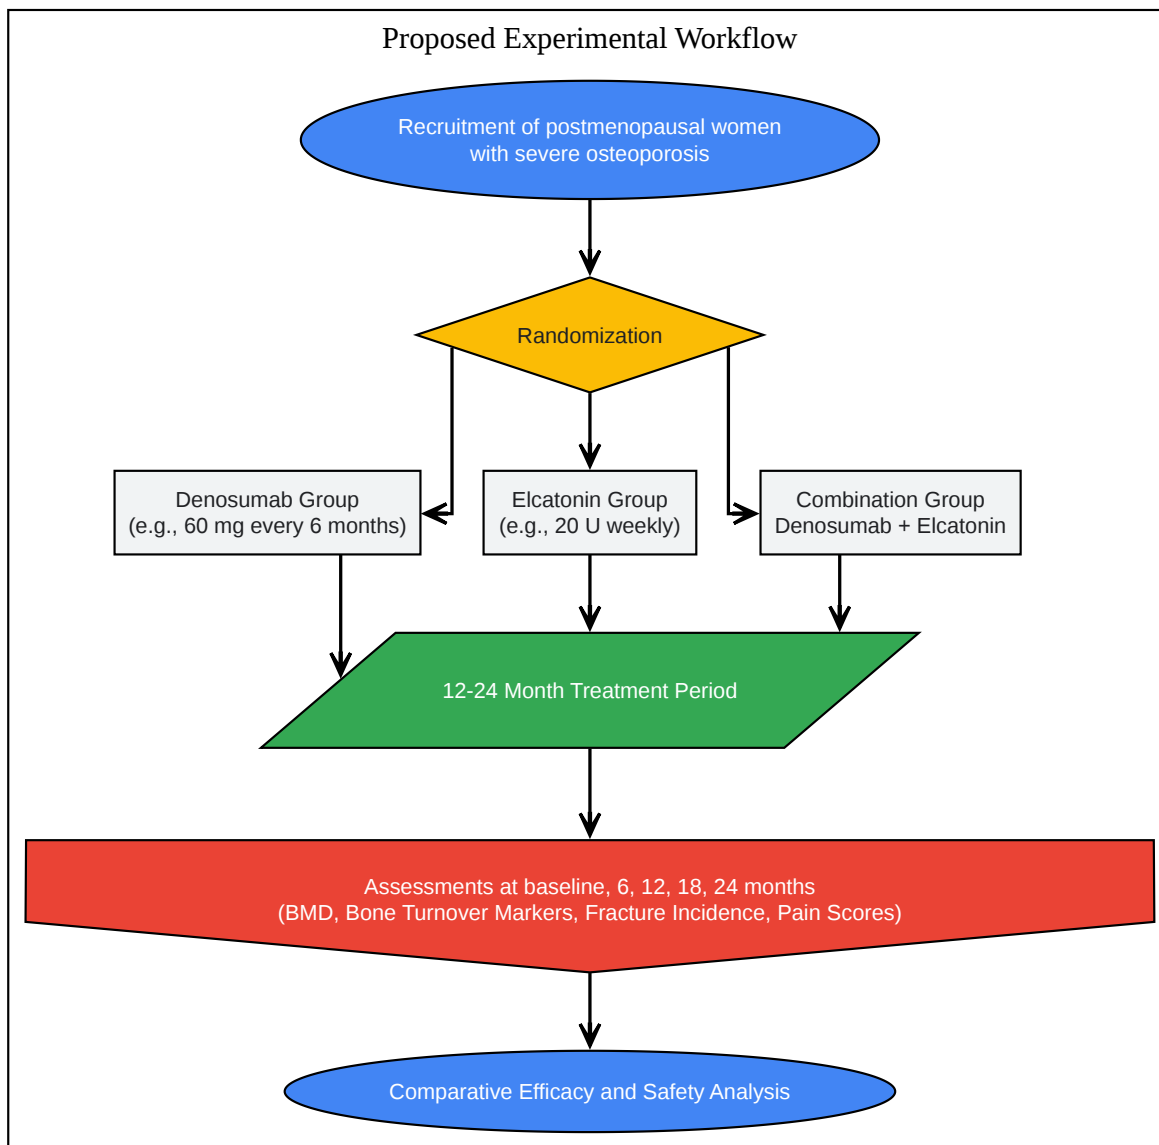 Proposed Experimental Workflow
Recruitment of postmenopausal women
with severe osteoporosis
Randomization
Denosumab Group
(e.g., 60 mg every 6 months)
Elcatonin Group
(e.g., 20 U weekly)
Combination Group
Denosumab + Elcatonin
12-24 Month Treatment Period
Assessments at baseline, 6, 12, 18, 24 months
(BMD, Bone Turnover Markers, Fracture Incidence, Pain Scores)
Comparative Efficacy and Safety Analysis